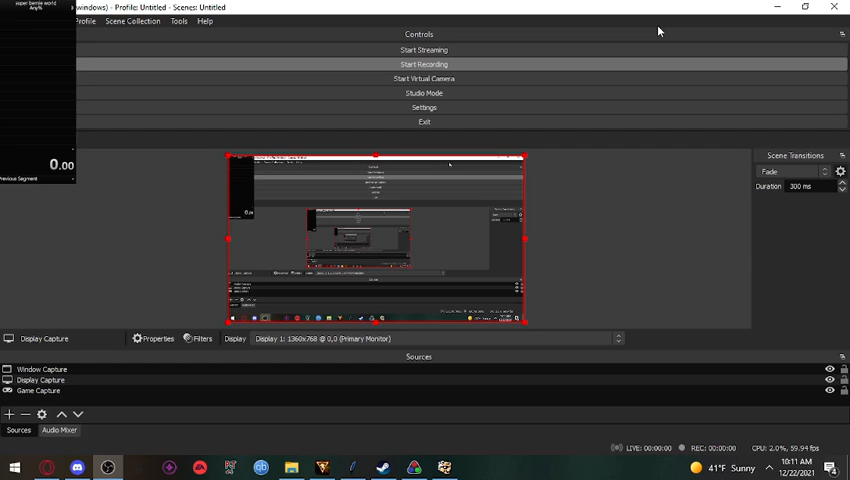 super bernie world
Any%
(windows) - Profile: Untitled - Scenes: Untitled
Profile Scene Collection Tools Help
Controls
Start Streaming
Start Recording
Start Virtual Camera
Studio Mode
Settings
Exit
0.00
Previous Segment -
Scene Transitions
Fade
Duration 300 ms
Display Capture Properties Filters Display Display 1: 1360x768 @ 0,0 (Primary Monitor)
Sources
Window Capture
Display Capture
Game Capture
Sources Audio Mixer
LIVE: 00:00:00 REC: 00:00:00 CPU: 2.0%, 59.94 fps
41°F Sunny
10:11 AM
12/22/2021
4